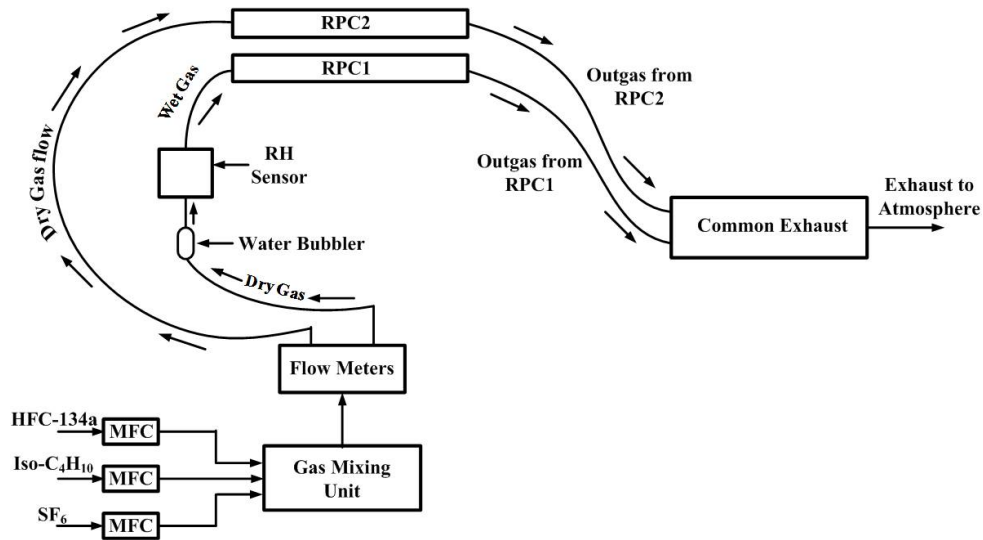 RPC2
RPC1
Wet Gas
Outgas from
RPC2
Dry Gas flow
RH
Sensor
Outgas from
RPC1
Exhaust to
Atmosphere
Common Exhaust
Water Bubbler
Dry Gas
Flow Meters
HFC-134a
MFC
Iso-C₄H₁₀
MFC
Gas Mixing
Unit
SF₆
MFC